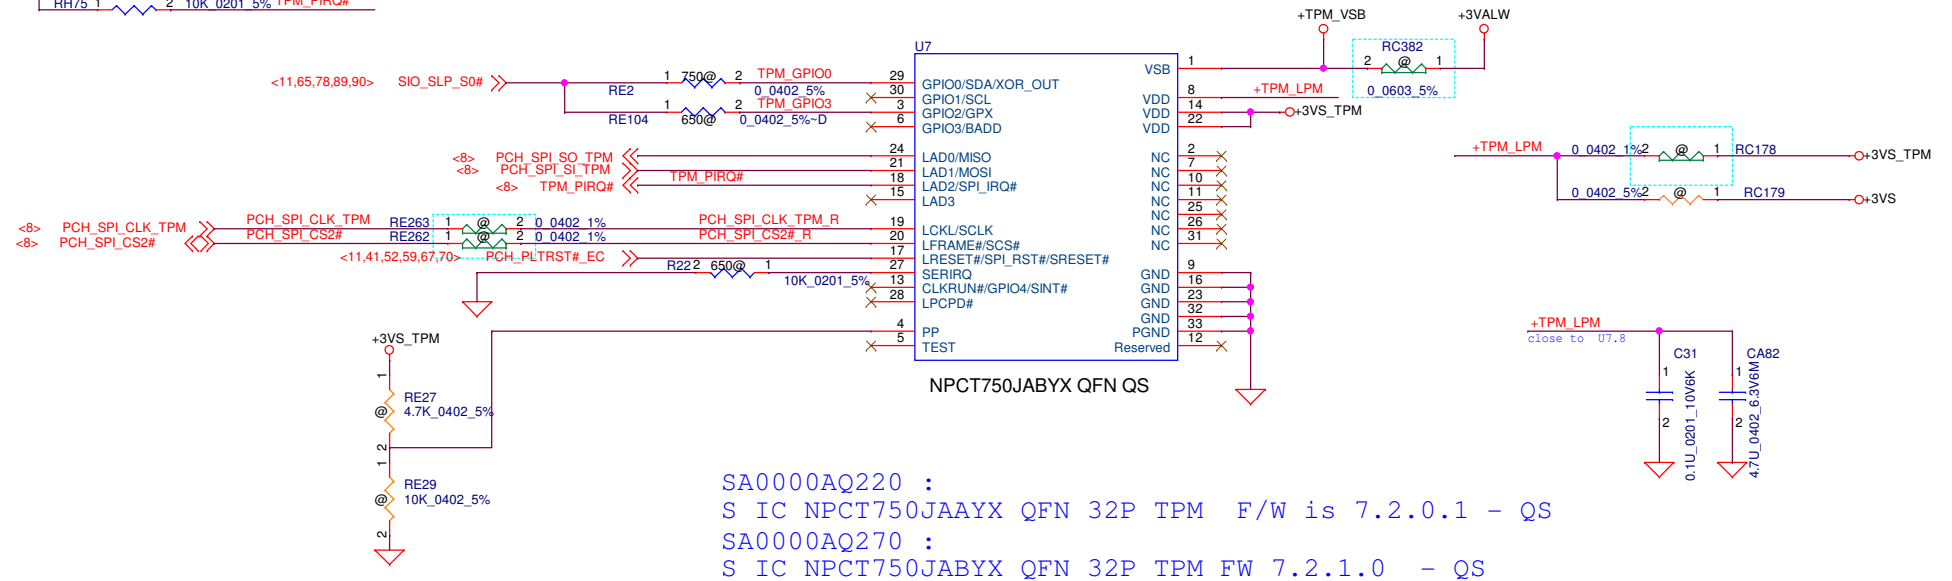 RH75 1 2 10K_0201_5% TPM_PIRQ#
+TPM_VSB +3VALW
U7 RC382
<11,65,78,89,90> SIO_SLP_S0# 1 750@ 2 TPM_GPIO0 29 GPIO0/SDA/XOR_OUT VSB 1 2 @ 1
RE2 0_0402_5% 30 GPIO1/SCL VDD 8 +TPM_LPM 0_0603_5%
1 2 TPM_GPIO3 3 GPIO2/GPX VDD 14 +3VS_TPM
RE104 650@ 0_0402_5%~D 6 GPIO3/BADD VDD 22
<8> PCH_SPI_SO_TPM 24 LAD0/MISO NC 2
<8> PCH_SPI_SI_TPM 21 LAD1/MOSI NC 7
<8> TPM_PIRQ# TPM_PIRQ# 18 LAD2/SPI_IRQ# NC 10
15 LAD3 NC 11
NC 25
<8> PCH_SPI_CLK_TPM PCH_SPI_CLK_TPM RE263 1 @ 2 0_0402_1% PCH_SPI_CLK_TPM_R 19 LCKL/SCLK NC 26
<8> PCH_SPI_CS2# PCH_SPI_CS2# RE262 1 @ 2 0_0402_1% PCH_SPI_CS2#_R 20 LFRAME#/SCS# NC 31
<11,41,52,59,67,70> PCH_PLTRST#_EC 17 LRESET#/SPI_RST#/SRESET#
R22 2 650@ 1 10K_0201_5% 27 SERIRQ GND 9
13 CLKRUN#/GPIO4/SINT# GND 16
28 LPCPD# GND 23
GND 32
4 PP PGND 33
5 TEST Reserved 12
NPCT750JABYX QFN QS
+TPM_LPM 0_0402_1% 2 @ 1 RC178 +3VS_TPM
0_0402_5% 2 @ 1 RC179 +3VS
+3VS_TPM
1
RE27
@ 4.7K_0402_5%
2
1
RE29
@ 10K_0402_5%
2
+TPM_LPM
close to U7.8
C31 CA82
1 1
2 2
0.1U_0201_10V6K
4.7U_0402_6.3V6M
SA0000AQ220 :
S IC NPCT750JAAYX QFN 32P TPM F/W is 7.2.0.1 - QS
SA0000AQ270 :
S IC NPCT750JABYX QFN 32P TPM FW 7.2.1.0 - QS